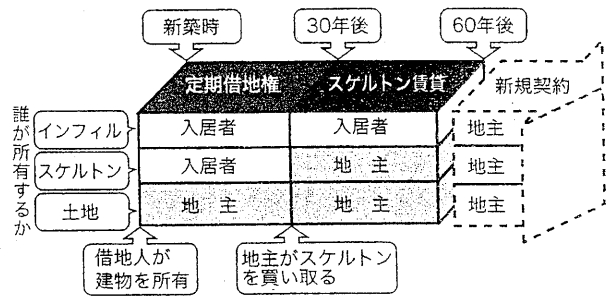 新築時
30年後
60年後
定期借地権
スケルトン賃貸
新規契約
誰が所有するか
インフィル
入居者
入居者
地主
スケルトン
入居者
地 主
地主
土地
地 主
地 主
地主
借地人が
建物を所有
地主がスケルトン
を買い取る